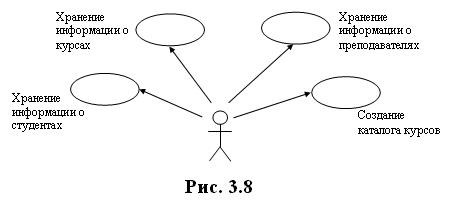 Хранение
информации о
курсах
Хранение
информации о
преподавателях
Хранение
информации о
студентах
Создание
каталога курсов
Рис. 3.8